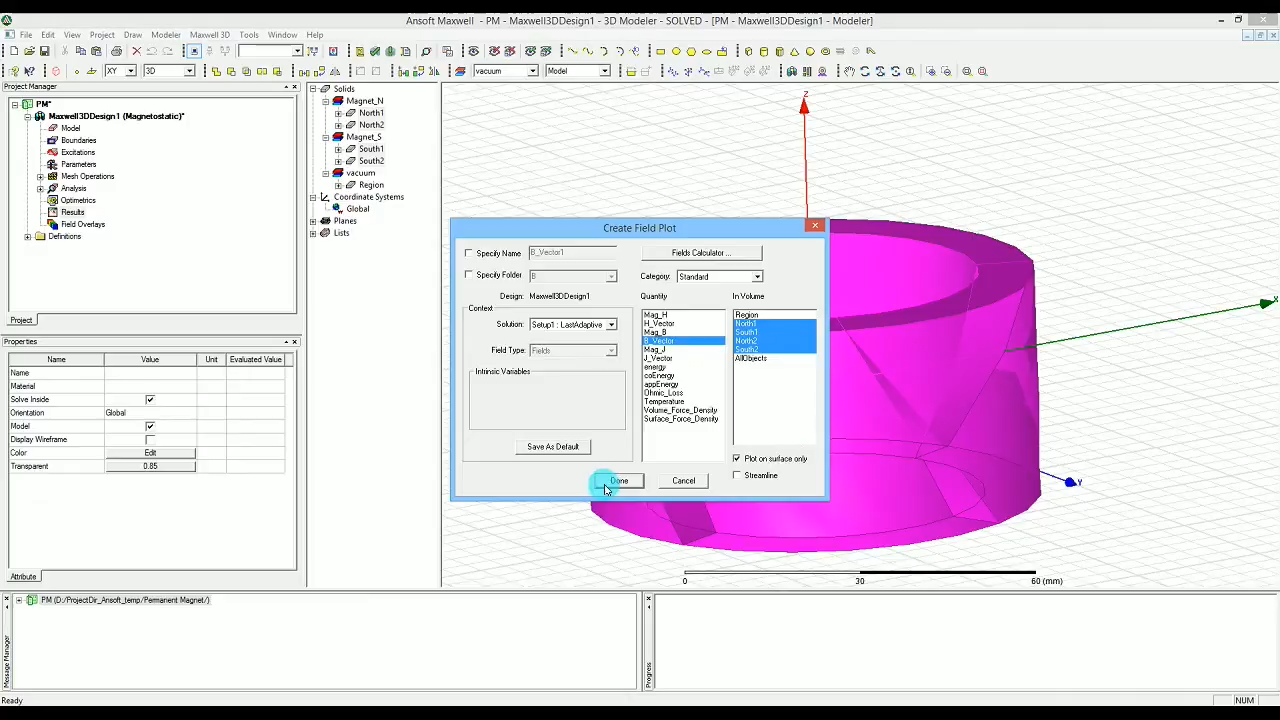 Ansoft Maxwell - PM - Maxwell3DDesign1 - 3D Modeler - SOLVED - [PM - Maxwell3DDesign1 - Modeler]
File Edit View Project Draw Modeler Maxwell 3D Tools Window Help
XY 3D vacuum Model
Project Manager
PM*
Maxwell3DDesign1 (Magnetostatic)*
Model
Boundaries
Excitations
Parameters
Mesh Operations
Analysis
Optimetrics
Results
Field Overlays
Definitions
Project
Properties
Name Value Unit Evaluated Value
Name
Material
Solve Inside
Orientation Global
Model
Display Wireframe
Color Edit
Transparent 0.85
Attribute
Solids
Magnet_N
North1
North2
Magnet_S
South1
South2
vacuum
Region
Coordinate Systems
Global
Planes
Lists
Z
X
Y
0 30 60 (mm)
Create Field Plot
Specify Name B_Vector1
Fields Calculator ...
Specify Folder B
Category: Standard
Design: Maxwell3DDesign1
Context
Solution: Setup1 : LastAdaptive
Field Type: Fields
Intrinsic Variables
Save As Default
Quantity
Mag_H
H_Vector
Mag_B
B_Vector
Mag_J
J_Vector
energy
coEnergy
appEnergy
Ohmic_Loss
Temperature
Volume_Force_Density
Surface_Force_Density
In Volume
Region
North1
South1
North2
South2
AllObjects
Plot on surface only
Streamline
Done Cancel
Message Manager
PM (D:/ProjectDir_Ansoft_temp/Permanent Magnet/)
Progress
Ready NUM